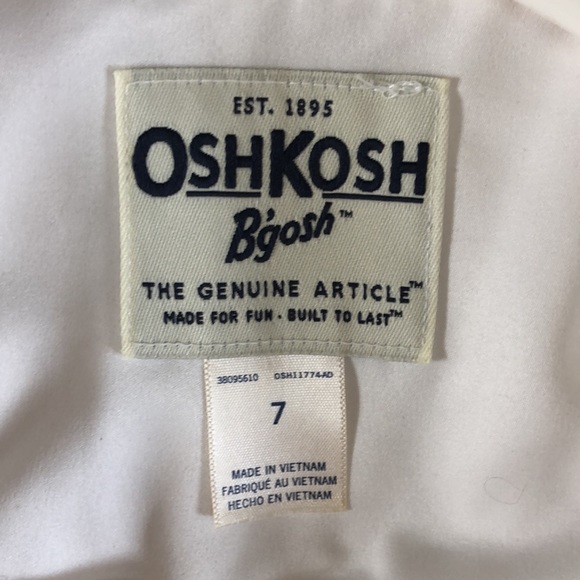 EST. 1895
OSHKOSH
B'gosh™
THE GENUINE ARTICLE™
MADE FOR FUN · BUILT TO LAST™
38095610 OSH11774AD
7
MADE IN VIETNAM
FABRIQUÉ AU VIETNAM
HECHO EN VIETNAM